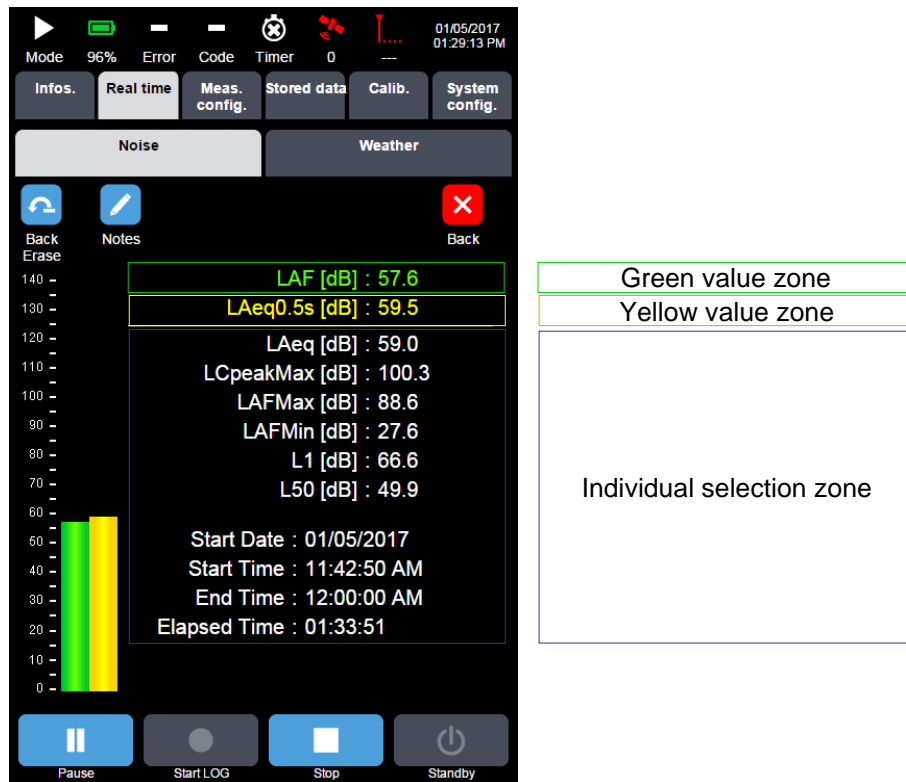 01/05/2017
01:29:13 PM
Mode 96% Error Code Timer 0 ---
Infos. Real time Meas. config. Stored data Calib. System config.
Noise Weather
Back Erase Notes Back
140
LAF [dB] : 57.6 Green value zone
130
LAeq0.5s [dB] : 59.5 Yellow value zone
120
LAeq [dB] : 59.0
110
LCpeakMax [dB] : 100.3
100
LAFMax [dB] : 88.6
90
LAFMin [dB] : 27.6
80
L1 [dB] : 66.6
70
L50 [dB] : 49.9 Individual selection zone
60
50
Start Date : 01/05/2017
40
Start Time : 11:42:50 AM
30
End Time : 12:00:00 AM
20
Elapsed Time : 01:33:51
10
0
Pause Start LOG Stop Standby